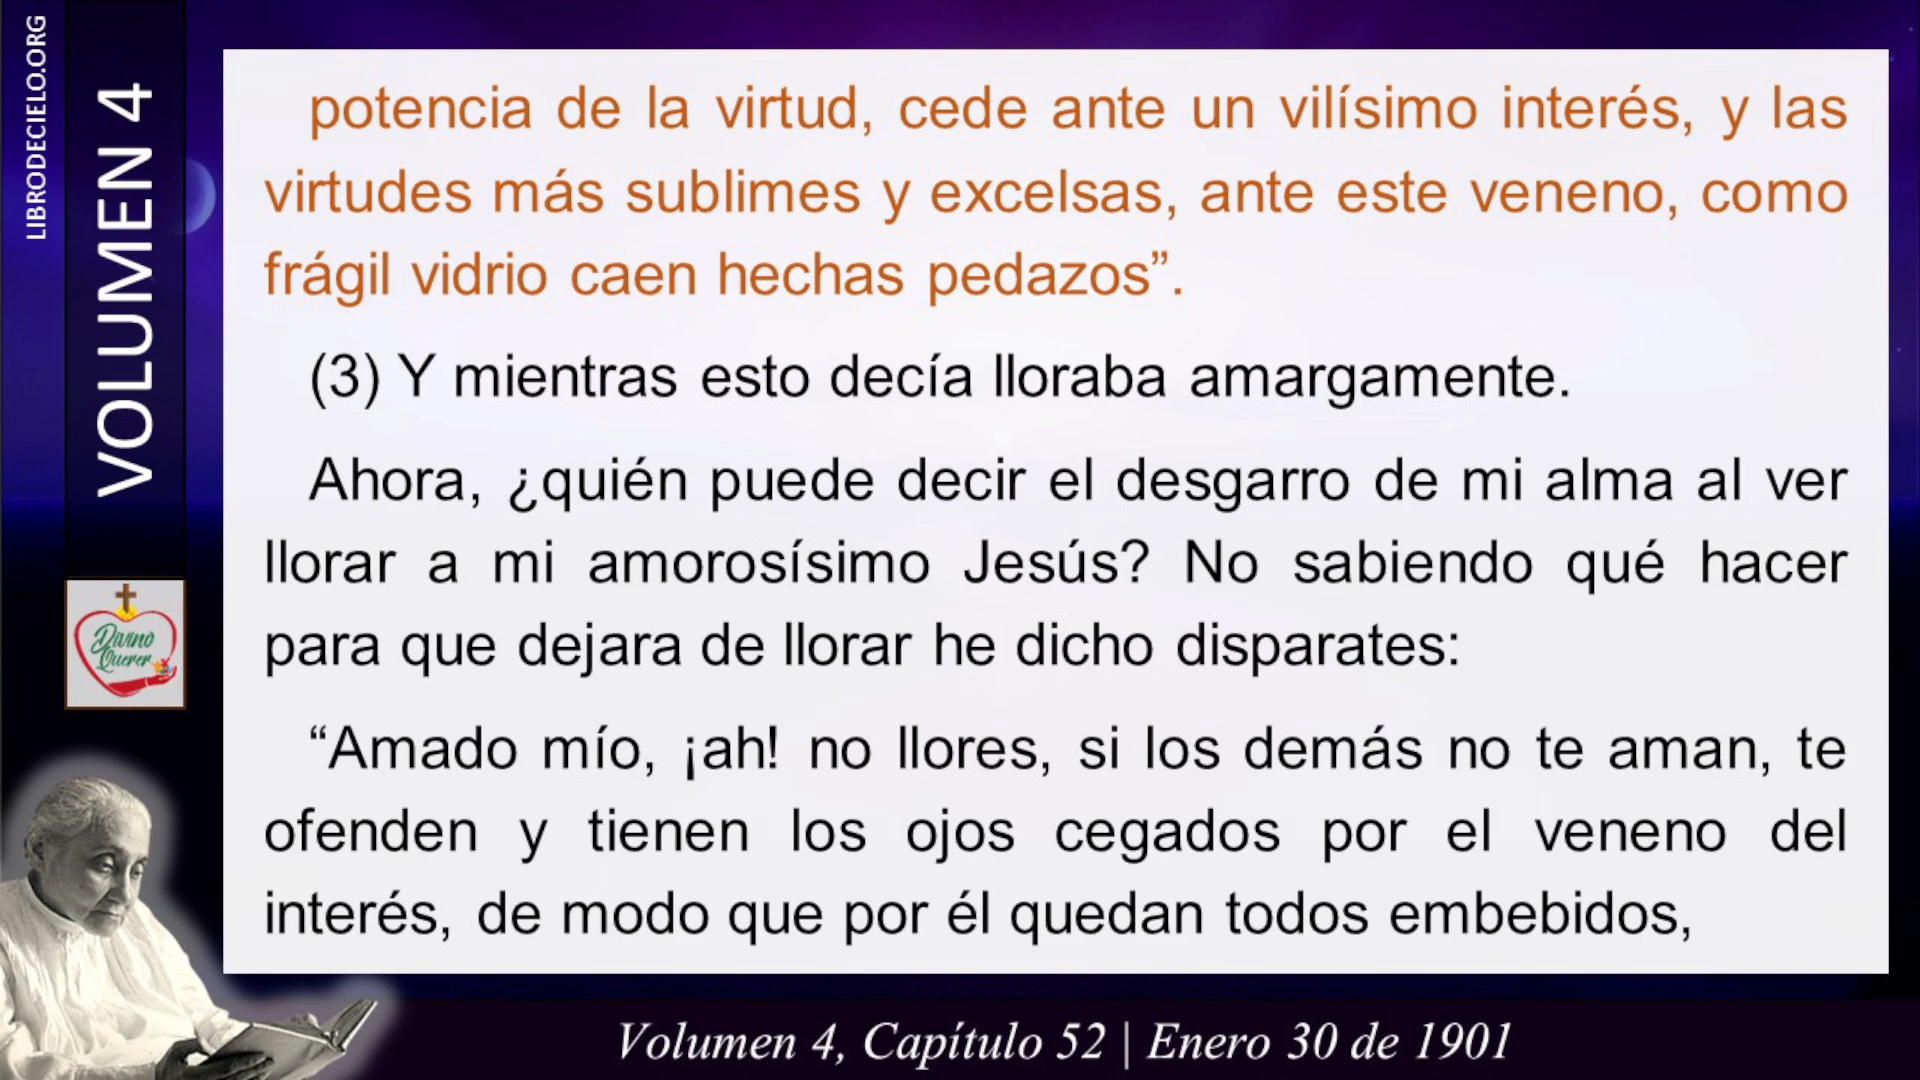 LIBRODECIELO.ORG
VOLUMEN 4
Divino
Querer
potencia de la virtud, cede ante un vilísimo interés, y las
virtudes más sublimes y excelsas, ante este veneno, como
frágil vidrio caen hechas pedazos”.
(3) Y mientras esto decía lloraba amargamente.
Ahora, ¿quién puede decir el desgarro de mi alma al ver
llorar a mi amorosísimo Jesús? No sabiendo qué hacer
para que dejara de llorar he dicho disparates:
“Amado mío, ¡ah! no llores, si los demás no te aman, te
ofenden y tienen los ojos cegados por el veneno del
interés, de modo que por él quedan todos embebidos,
Volumen 4, Capítulo 52 | Enero 30 de 1901